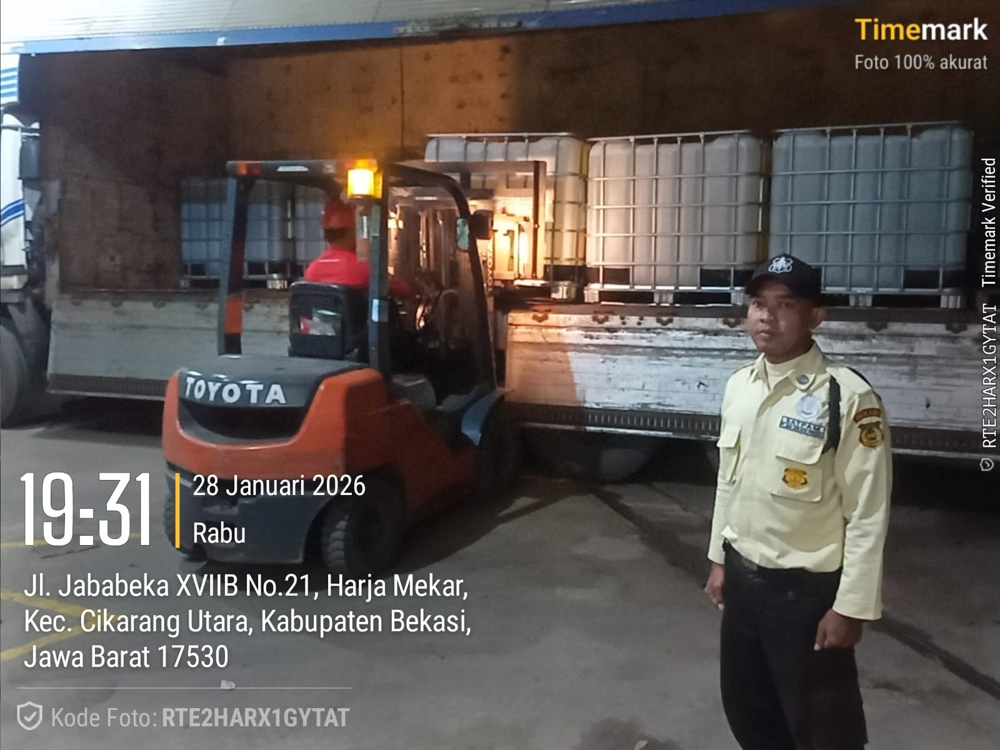 Timemark
Foto 100% akurat
TOYOTA
SATPAM
19:31
28 Januari 2026
Rabu
Jl. Jababeka XVIIB No.21, Harja Mekar,
Kec. Cikarang Utara, Kabupaten Bekasi,
Jawa Barat 17530
Kode Foto: RTE2HARX1GYTAT
RTE2HARX1GYTAT Timemark Verified